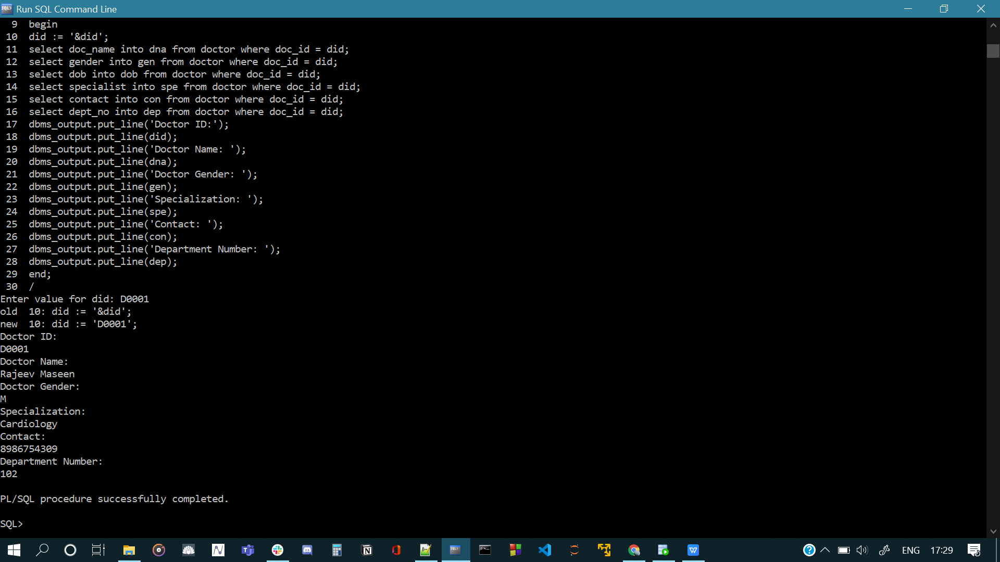 Run SQL Command Line
9  begin
10  did := '&did';
11  select doc_name into dna from doctor where doc_id = did;
12  select gender into gen from doctor where doc_id = did;
13  select dob into dob from doctor where doc_id = did;
14  select specialist into spe from doctor where doc_id = did;
15  select contact into con from doctor where doc_id = did;
16  select dept_no into dep from doctor where doc_id = did;
17  dbms_output.put_line('Doctor ID:');
18  dbms_output.put_line(did);
19  dbms_output.put_line('Doctor Name: ');
20  dbms_output.put_line(dna);
21  dbms_output.put_line('Doctor Gender: ');
22  dbms_output.put_line(gen);
23  dbms_output.put_line('Specialization: ');
24  dbms_output.put_line(spe);
25  dbms_output.put_line('Contact: ');
26  dbms_output.put_line(con);
27  dbms_output.put_line('Department Number: ');
28  dbms_output.put_line(dep);
29  end;
30  /
Enter value for did: D0001
old  10: did := '&did';
new  10: did := 'D0001';
Doctor ID:
D0001
Doctor Name:
Rajeev Maseen
Doctor Gender:
M
Specialization:
Cardiology
Contact:
8986754309
Department Number:
102
PL/SQL procedure successfully completed.
SQL>
ENG 17:29